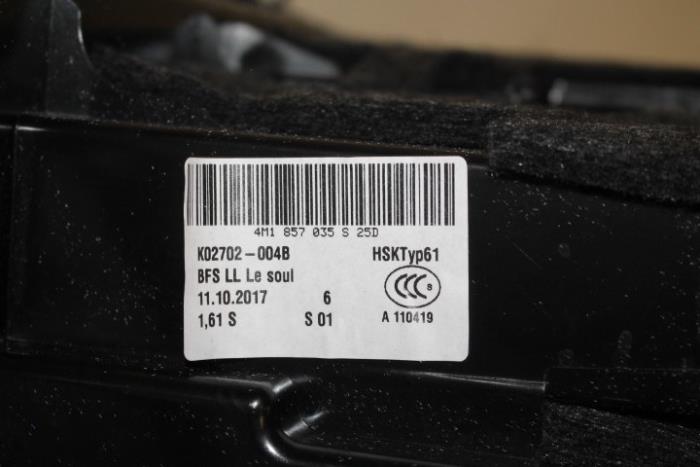 4M1 857 035 S 25D
K02702-004B HSKTyp61
BFS LL Le soul
11.10.2017 6 CCC S
1,61 S S 01 A 110419